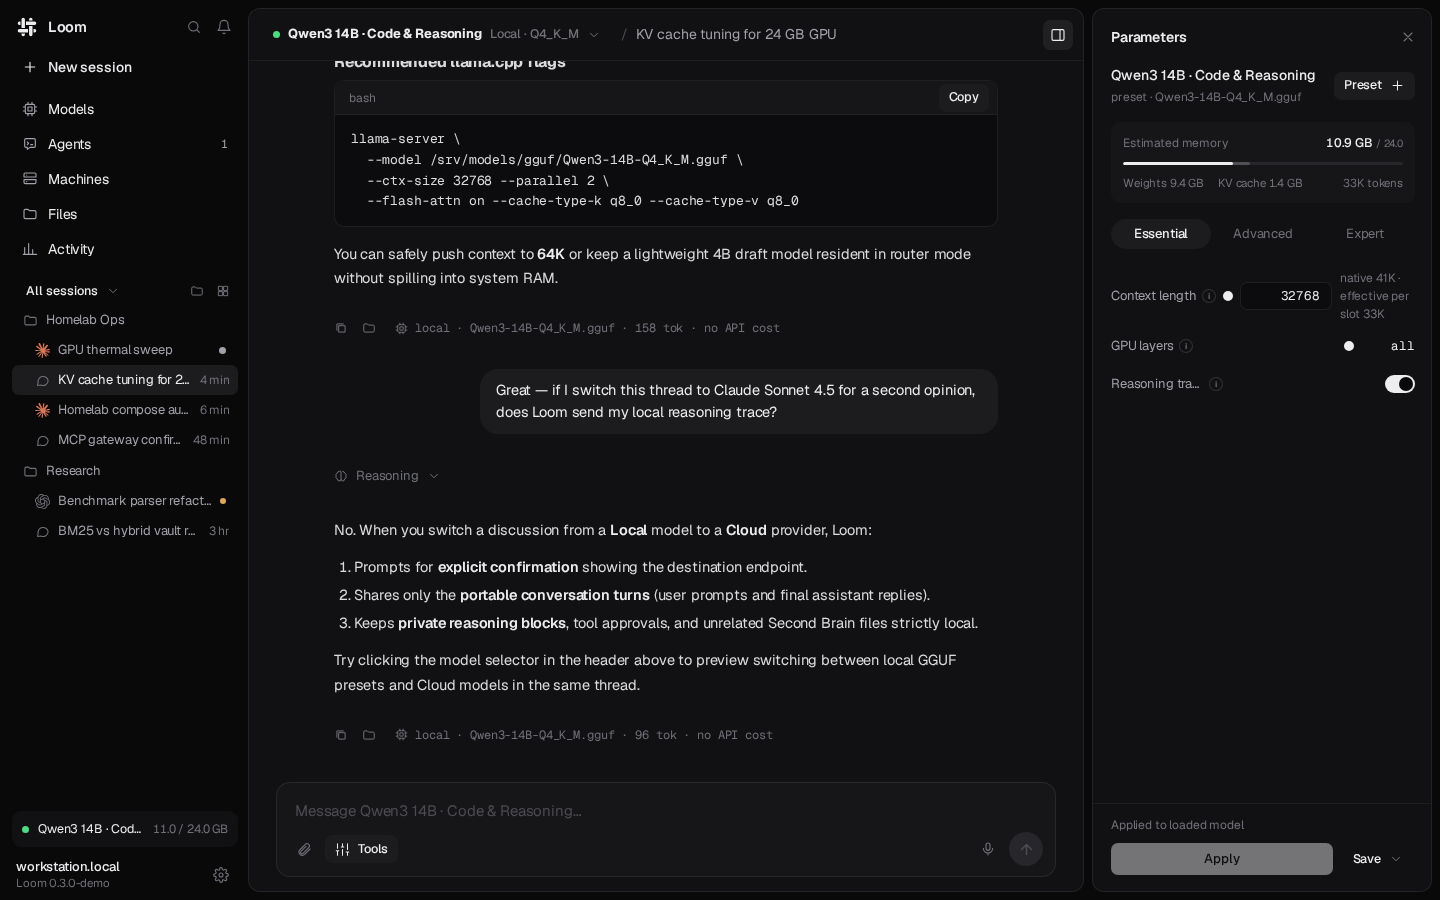 Loom
New session
Models
Agents 1
Machines
Files
Activity
All sessions
Homelab Ops
GPU thermal sweep
KV cache tuning for 2... 4 min
Homelab compose au... 6 min
MCP gateway confir... 48 min
Research
Benchmark parser refact...
BM25 vs hybrid vault r... 3 hr
Qwen3 14B · Cod... 11.0 / 24.0 GB
workstation.local
Loom 0.3.0-demo
Qwen3 14B · Code & Reasoning Local · Q4_K_M / KV cache tuning for 24 GB GPU
Recommended llama.cpp flags
bash Copy
llama-server \
--model /srv/models/gguf/Qwen3-14B-Q4_K_M.gguf \
--ctx-size 32768 --parallel 2 \
--flash-attn on --cache-type-k q8_0 --cache-type-v q8_0
You can safely push context to 64K or keep a lightweight 4B draft model resident in router mode
without spilling into system RAM.
local · Qwen3-14B-Q4_K_M.gguf · 158 tok · no API cost
Great — if I switch this thread to Claude Sonnet 4.5 for a second opinion,
does Loom send my local reasoning trace?
Reasoning
No. When you switch a discussion from a Local model to a Cloud provider, Loom:
1. Prompts for explicit confirmation showing the destination endpoint.
2. Shares only the portable conversation turns (user prompts and final assistant replies).
3. Keeps private reasoning blocks, tool approvals, and unrelated Second Brain files strictly local.
Try clicking the model selector in the header above to preview switching between local GGUF
presets and Cloud models in the same thread.
local · Qwen3-14B-Q4_K_M.gguf · 96 tok · no API cost
Message Qwen3 14B · Code & Reasoning...
Tools
Parameters
Qwen3 14B · Code & Reasoning
preset · Qwen3-14B-Q4_K_M.gguf
Preset
Estimated memory 10.9 GB / 24.0
Weights 9.4 GB KV cache 1.4 GB 33K tokens
Essential Advanced Expert
Context length 32768
native 41K ·
effective per
slot 33K
GPU layers all
Reasoning tra...
Applied to loaded model
Apply Save